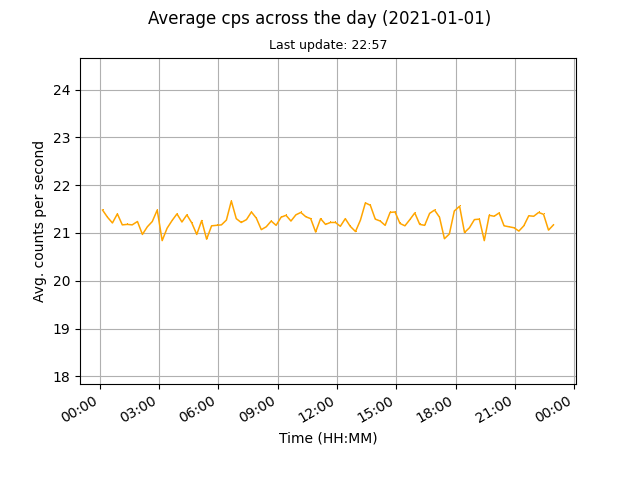 Average cps across the day (2021-01-01)
Last update: 22:57
24
23
22
21
20
19
18
Avg. counts per second
00:00 03:00 06:00 09:00 12:00 15:00 18:00 21:00 00:00
Time (HH:MM)